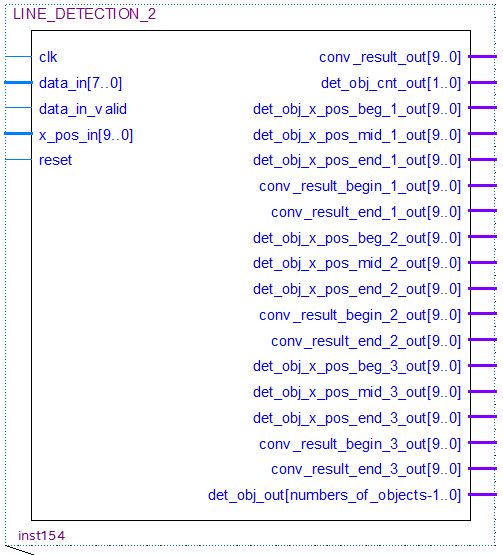 LINE_DETECTION_2
clk
data_in[7..0]
data_in_valid
x_pos_in[9..0]
reset
conv_result_out[9..0]
det_obj_cnt_out[1..0]
det_obj_x_pos_beg_1_out[9..0]
det_obj_x_pos_mid_1_out[9..0]
det_obj_x_pos_end_1_out[9..0]
conv_result_begin_1_out[9..0]
conv_result_end_1_out[9..0]
det_obj_x_pos_beg_2_out[9..0]
det_obj_x_pos_mid_2_out[9..0]
det_obj_x_pos_end_2_out[9..0]
conv_result_begin_2_out[9..0]
conv_result_end_2_out[9..0]
det_obj_x_pos_beg_3_out[9..0]
det_obj_x_pos_mid_3_out[9..0]
det_obj_x_pos_end_3_out[9..0]
conv_result_begin_3_out[9..0]
conv_result_end_3_out[9..0]
det_obj_out[numbers_of_objects-1..0]
inst154